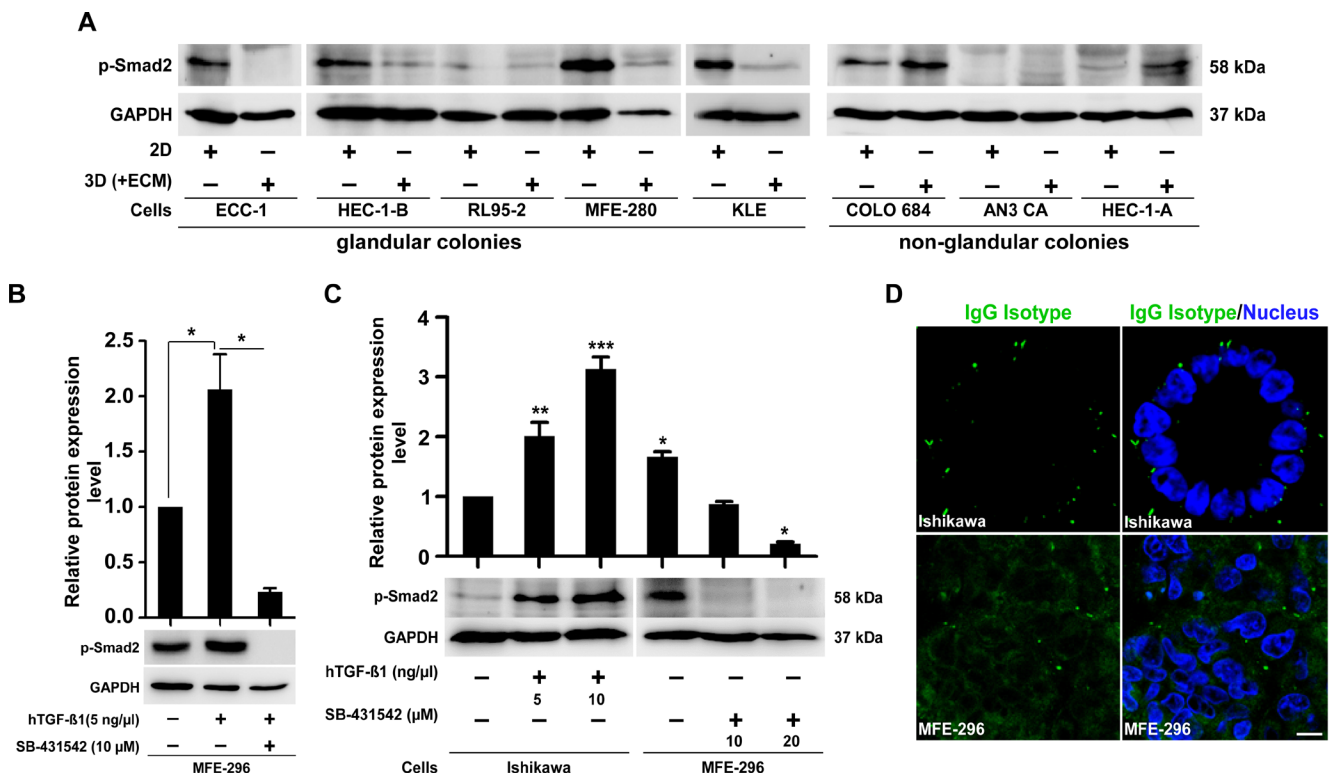 A
p-Smad2
58 kDa
GAPDH
37 kDa
2D + – + – + – + – + – + – + – + –
3D (+ECM) – + – + – + – + – + – + – + – +
Cells ECC-1 HEC-1-B RL95-2 MFE-280 KLE COLO 684 AN3 CA HEC-1-A
glandular colonies non-glandular colonies
B
Relative protein expression
level
2.5
2.0
1.5
1.0
0.5
0.0
* *
p-Smad2
GAPDH
hTGF-ß1(5 ng/µl) – + +
SB-431542 (10 µM) – – +
MFE-296
C
Relative protein expression
level
4
3
2
1
0
** *** * *
p-Smad2 58 kDa
GAPDH 37 kDa
hTGF-ß1 (ng/µl) – + + – – –
5 10
SB-431542 (µM) – – – – + +
10 20
Cells Ishikawa MFE-296
D
IgG Isotype IgG Isotype/Nucleus
Ishikawa Ishikawa
MFE-296 MFE-296